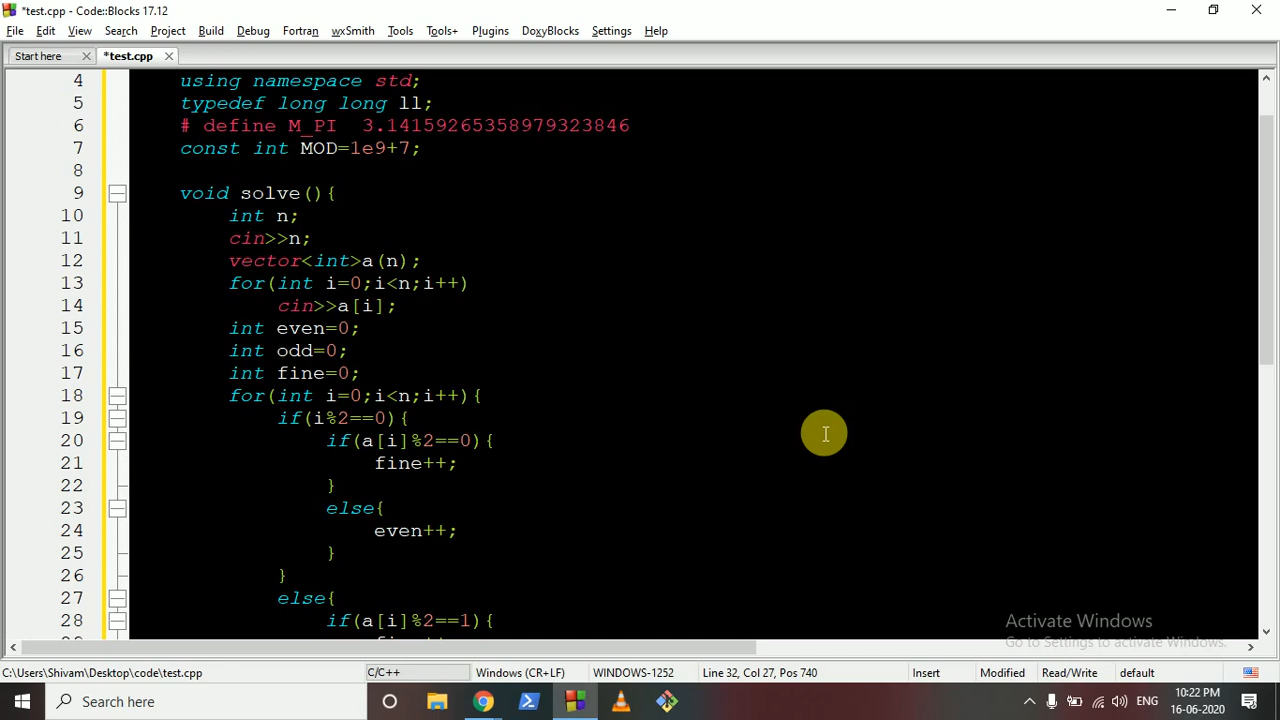 *test.cpp - Code::Blocks 17.12
File Edit View Search Project Build Debug Fortran wxSmith Tools Tools+ Plugins DoxyBlocks Settings Help
Start here *test.cpp
4 using namespace std;
5 typedef long long ll;
6 # define M_PI 3.14159265358979323846
7 const int MOD=1e9+7;
8
9 void solve(){
10 int n;
11 cin>>n;
12 vector<int>a(n);
13 for(int i=0;i<n;i++)
14 cin>>a[i];
15 int even=0;
16 int odd=0;
17 int fine=0;
18 for(int i=0;i<n;i++){
19 if(i%2==0){
20 if(a[i]%2==0){
21 fine++;
22 }
23 else{
24 even++;
25 }
26 }
27 else{
28 if(a[i]%2==1){
Activate Windows
Go to Settings to activate Windows.
C:\Users\Shivam\Desktop\code\test.cpp C/C++ Windows (CR+LF) WINDOWS-1252 Line 32, Col 27, Pos 740 Insert Modified Read/Write default
Search here ENG 10:22 PM
16-06-2020